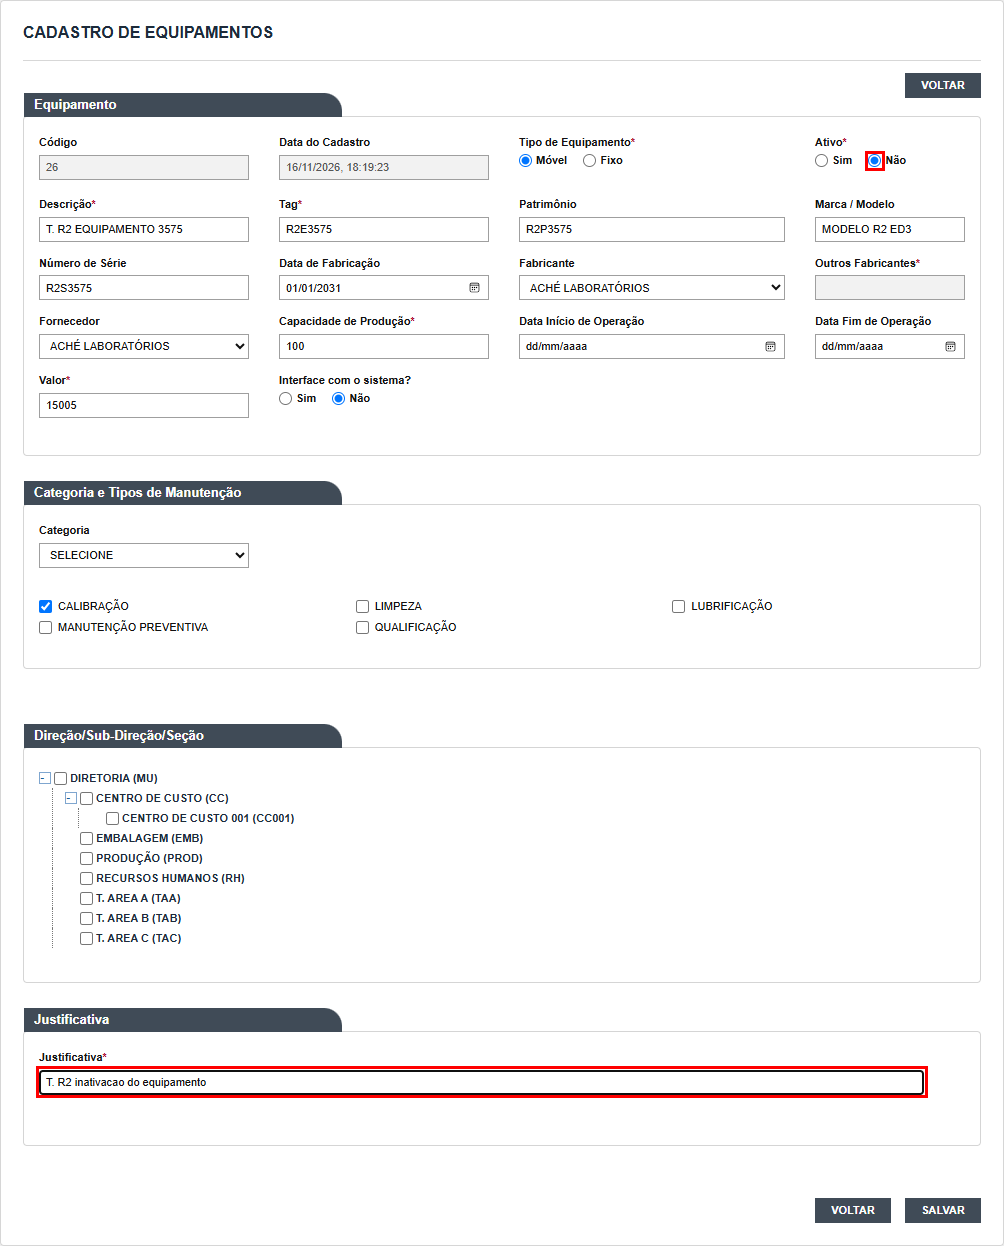 CADASTRO DE EQUIPAMENTOS
VOLTAR
Equipamento
Código Data do Cadastro Tipo de Equipamento* Ativo*
26 16/11/2026, 18:19:23 Móvel Fixo Sim Não
Descrição* Tag* Patrimônio Marca / Modelo
T. R2 EQUIPAMENTO 3575 R2E3575 R2P3575 MODELO R2 ED3
Número de Série Data de Fabricação Fabricante Outros Fabricantes*
R2S3575 01/01/2031 ACHÉ LABORATÓRIOS
Fornecedor Capacidade de Produção* Data Início de Operação Data Fim de Operação
ACHÉ LABORATÓRIOS 100 dd/mm/aaaa dd/mm/aaaa
Valor* Interface com o sistema?
15005 Sim Não
Categoria e Tipos de Manutenção
Categoria
SELECIONE
CALIBRAÇÃO LIMPEZA LUBRIFICAÇÃO
MANUTENÇÃO PREVENTIVA QUALIFICAÇÃO
Direção/Sub-Direção/Seção
DIRETORIA (MU)
CENTRO DE CUSTO (CC)
CENTRO DE CUSTO 001 (CC001)
EMBALAGEM (EMB)
PRODUÇÃO (PROD)
RECURSOS HUMANOS (RH)
T. AREA A (TAA)
T. AREA B (TAB)
T. AREA C (TAC)
Justificativa
Justificativa*
T. R2 inativacao do equipamento
VOLTAR SALVAR